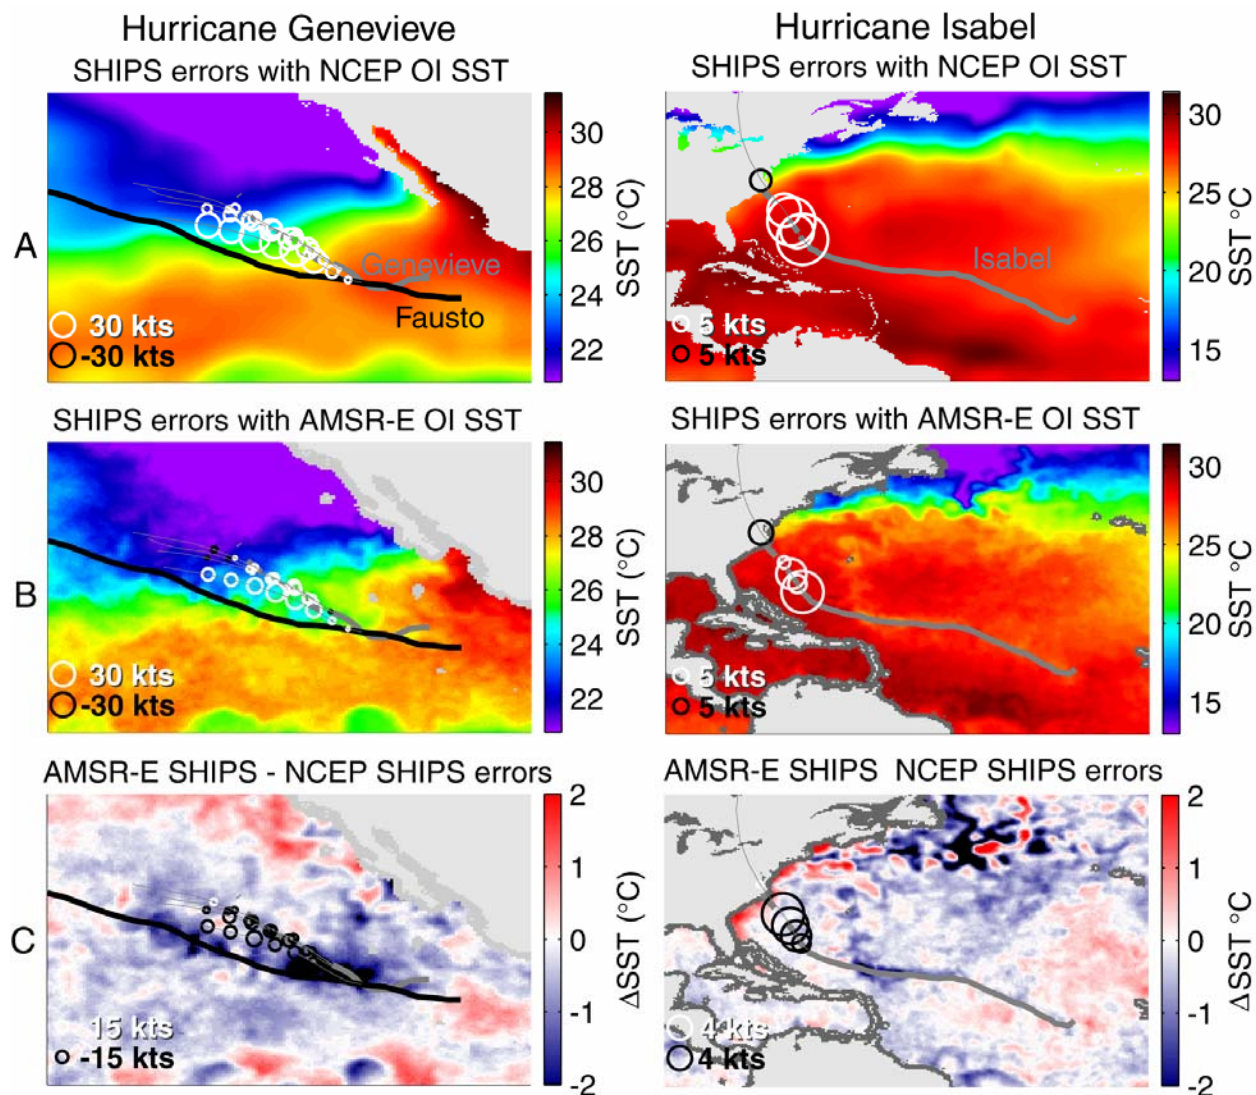 Hurricane Genevieve
SHIPS errors with NCEP OI SST
A
30
28
26
24
22
SST (°C)
Genevieve
Fausto
30 kts
-30 kts
Hurricane Isabel
SHIPS errors with NCEP OI SST
30
25
20
15
SST (°C)
Isabel
5 kts
5 kts
SHIPS errors with AMSR-E OI SST
B
30
28
26
24
22
SST (°C)
30 kts
-30 kts
SHIPS errors with AMSR-E OI SST
30
25
20
15
SST °C
5 kts
5 kts
AMSR-E SHIPS - NCEP SHIPS errors
C
2
1
0
-1
-2
ΔSST (°C)
15 kts
-15 kts
AMSR-E SHIPS  NCEP SHIPS errors
2
1
0
-1
-2
ΔSST °C
4 kts
4 kts